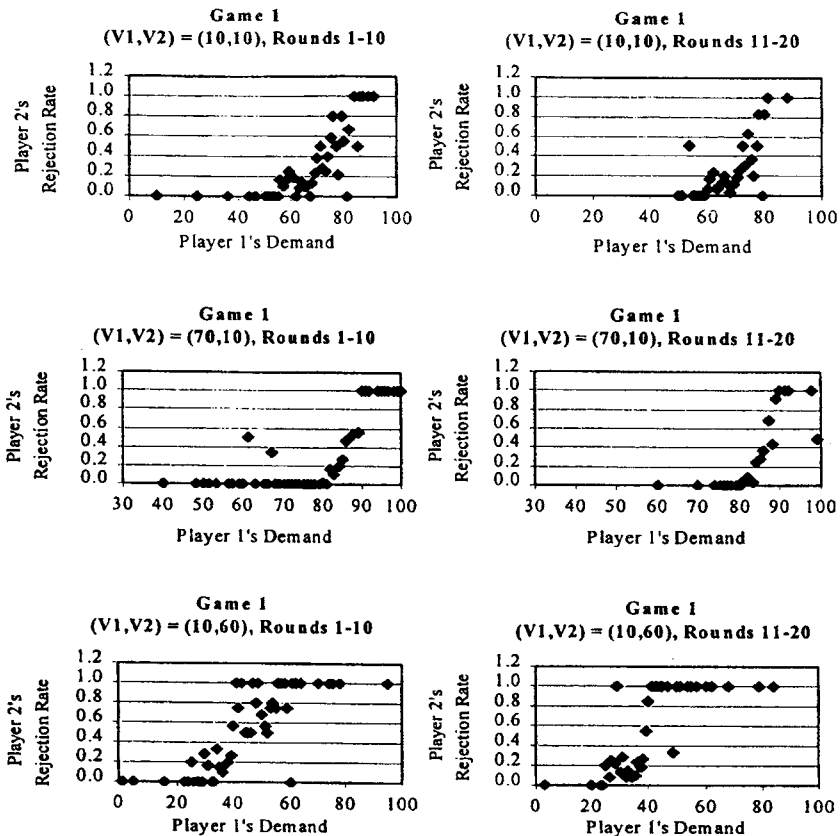 Game 1
(V1,V2) = (10,10), Rounds 1-10
Player 2's
Rejection Rate
1.2
1.0
0.8
0.6
0.4
0.2
0.0
0 20 40 60 80 100
Player 1's Demand
Game 1
(V1,V2) = (10,10), Rounds 11-20
Player 2's
Rejection Rate
1.2
1.0
0.8
0.6
0.4
0.2
0.0
0 20 40 60 80 100
Player 1's Demand
Game 1
(V1,V2) = (70,10), Rounds 1-10
Player 2's
Rejection Rate
1.2
1.0
0.8
0.6
0.4
0.2
0.0
30 40 50 60 70 80 90 100
Player 1's Demand
Game 1
(V1,V2) = (70,10), Rounds 11-20
Player 2's
Rejection Rate
1.2
1.0
0.8
0.6
0.4
0.2
0.0
30 40 50 60 70 80 90 100
Player 1's Demand
Game 1
(V1,V2) = (10,60), Rounds 1-10
Player 2's
Rejection Rate
1.2
1.0
0.8
0.6
0.4
0.2
0.0
0 20 40 60 80 100
Player 1's Demand
Game 1
(V1,V2) = (10,60), Rounds 11-20
Player 2's
Rejection Rate
1.2
1.0
0.8
0.6
0.4
0.2
0.0
0 20 40 60 80 100
Player 1's Demand